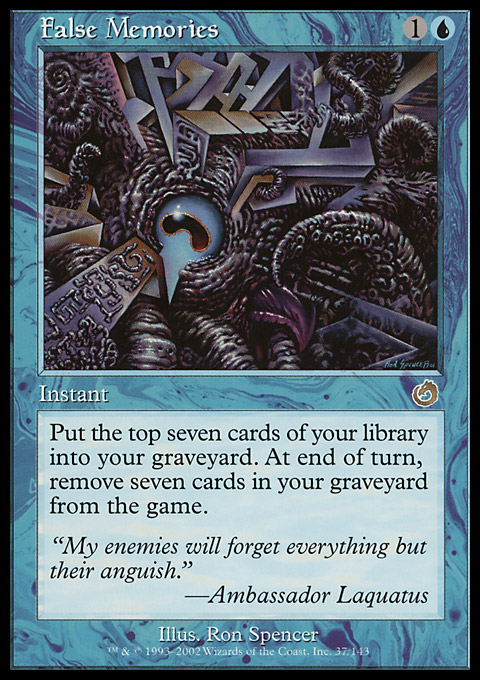 False Memories 1
Instant
Put the top seven cards of your library
into your graveyard. At end of turn,
remove seven cards in your graveyard
from the game.
“My enemies will forget everything but
their anguish.”
—Ambassador Laquatus
Illus. Ron Spencer
™ & © 1993-2002 Wizards of the Coast, Inc. 37/143